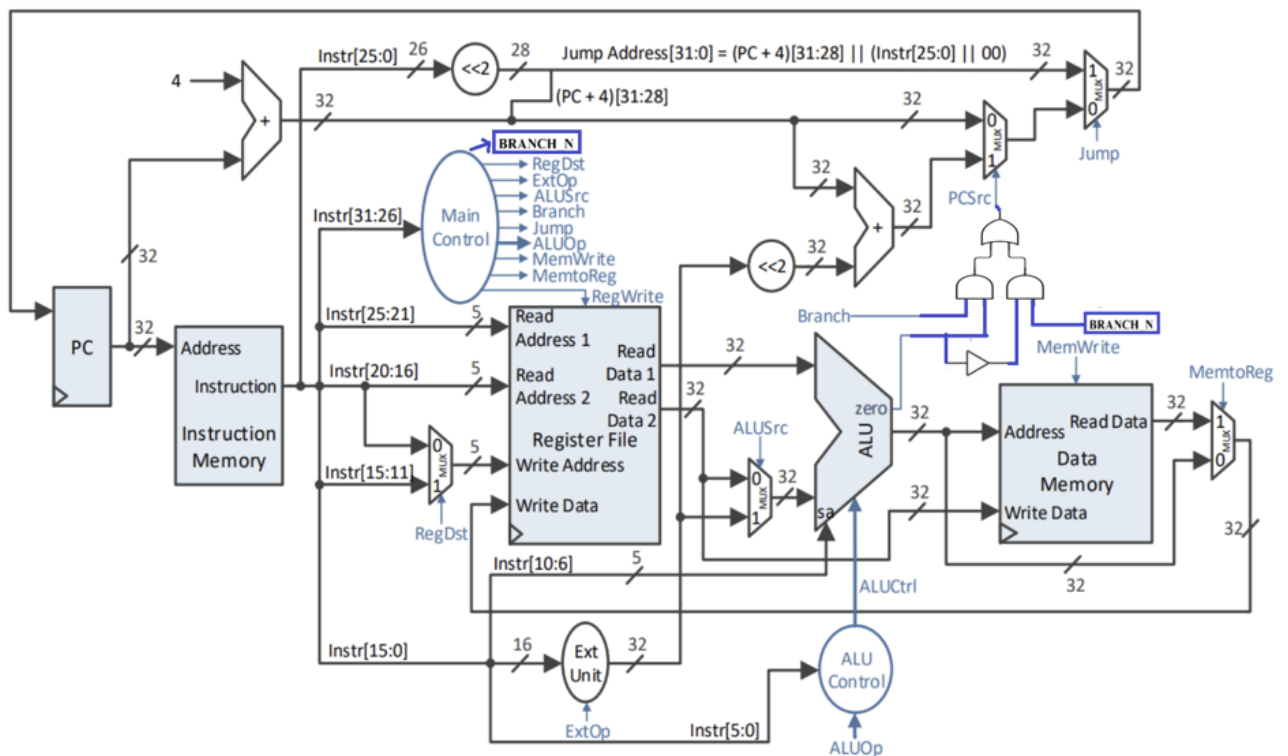 Instr[25:0]
26
<<2
28
Jump Address[31:0] = (PC + 4)[31:28] || (Instr[25:0] || 00)
32
1
MUX
0
32
Jump
4
+
32
(PC + 4)[31:28]
32
0
MUX
1
PCSrc
BRANCH N
RegDst
ExtOp
ALUSrc
Branch
Jump
ALUOp
MemWrite
MemtoReg
RegWrite
Main
Control
Instr[31:26]
32
32
+
32
<<2
32
32
PC
32
Address
Instruction
Instruction
Memory
Instr[25:21]
5
Instr[20:16]
5
0
MUX
1
5
Instr[15:11]
RegDst
Read
Address 1
Read
Data 1
Read
Address 2
Read
Data 2
Register File
Write Address
Write Data
32
32
ALUSrc
0
MUX
1
32
ALU
zero
sa
32
Branch
BRANCH N
MemWrite
Address
Read Data
Data
Memory
Write Data
32
32
MemtoReg
1
MUX
0
32
32
Instr[10:6]
5
ALUCtrl
Instr[15:0]
16
Ext
Unit
32
ExtOp
Instr[5:0]
ALU
Control
ALUOp